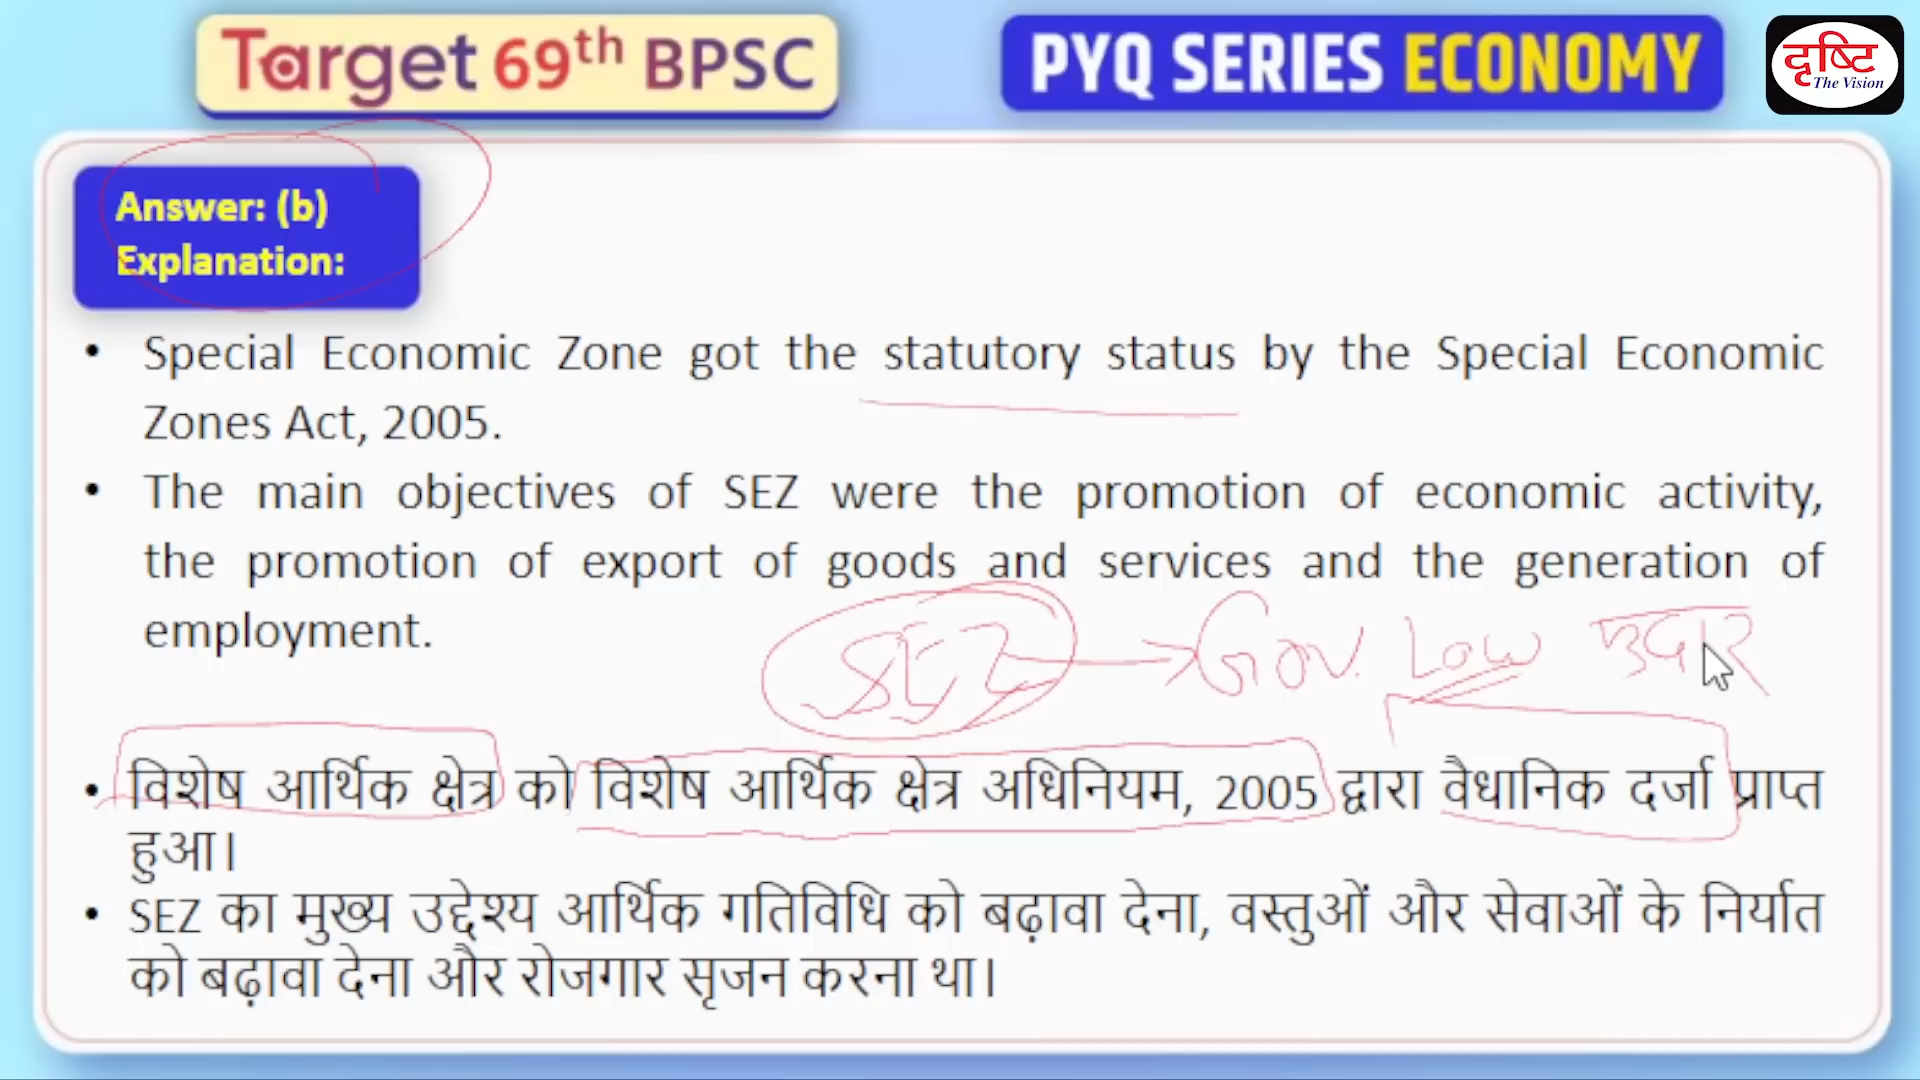 Target 69th BPSC
PYQ SERIES ECONOMY
दृष्टि
The Vision
Answer: (b)
Explanation:
• Special Economic Zone got the statutory status by the Special Economic
Zones Act, 2005.
• The main objectives of SEZ were the promotion of economic activity,
the promotion of export of goods and services and the generation of
employment.
SEZ → Gov. Low उदार
• विशेष आर्थिक क्षेत्र को विशेष आर्थिक क्षेत्र अधिनियम, 2005 द्वारा वैधानिक दर्जा प्राप्त
हुआ।
• SEZ का मुख्य उद्देश्य आर्थिक गतिविधि को बढ़ावा देना, वस्तुओं और सेवाओं के निर्यात
को बढ़ावा देना और रोजगार सृजन करना था।